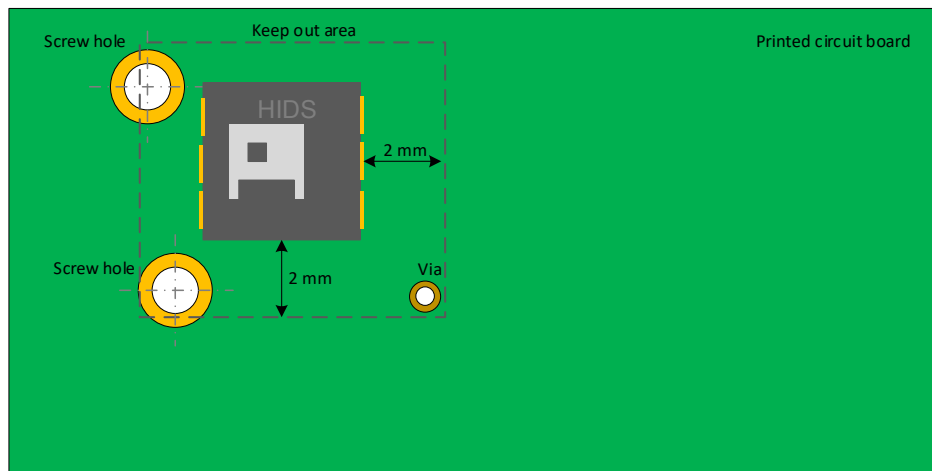 Keep out area
Screw hole
Printed circuit board
HIDS
2 mm
Screw hole
Via
2 mm